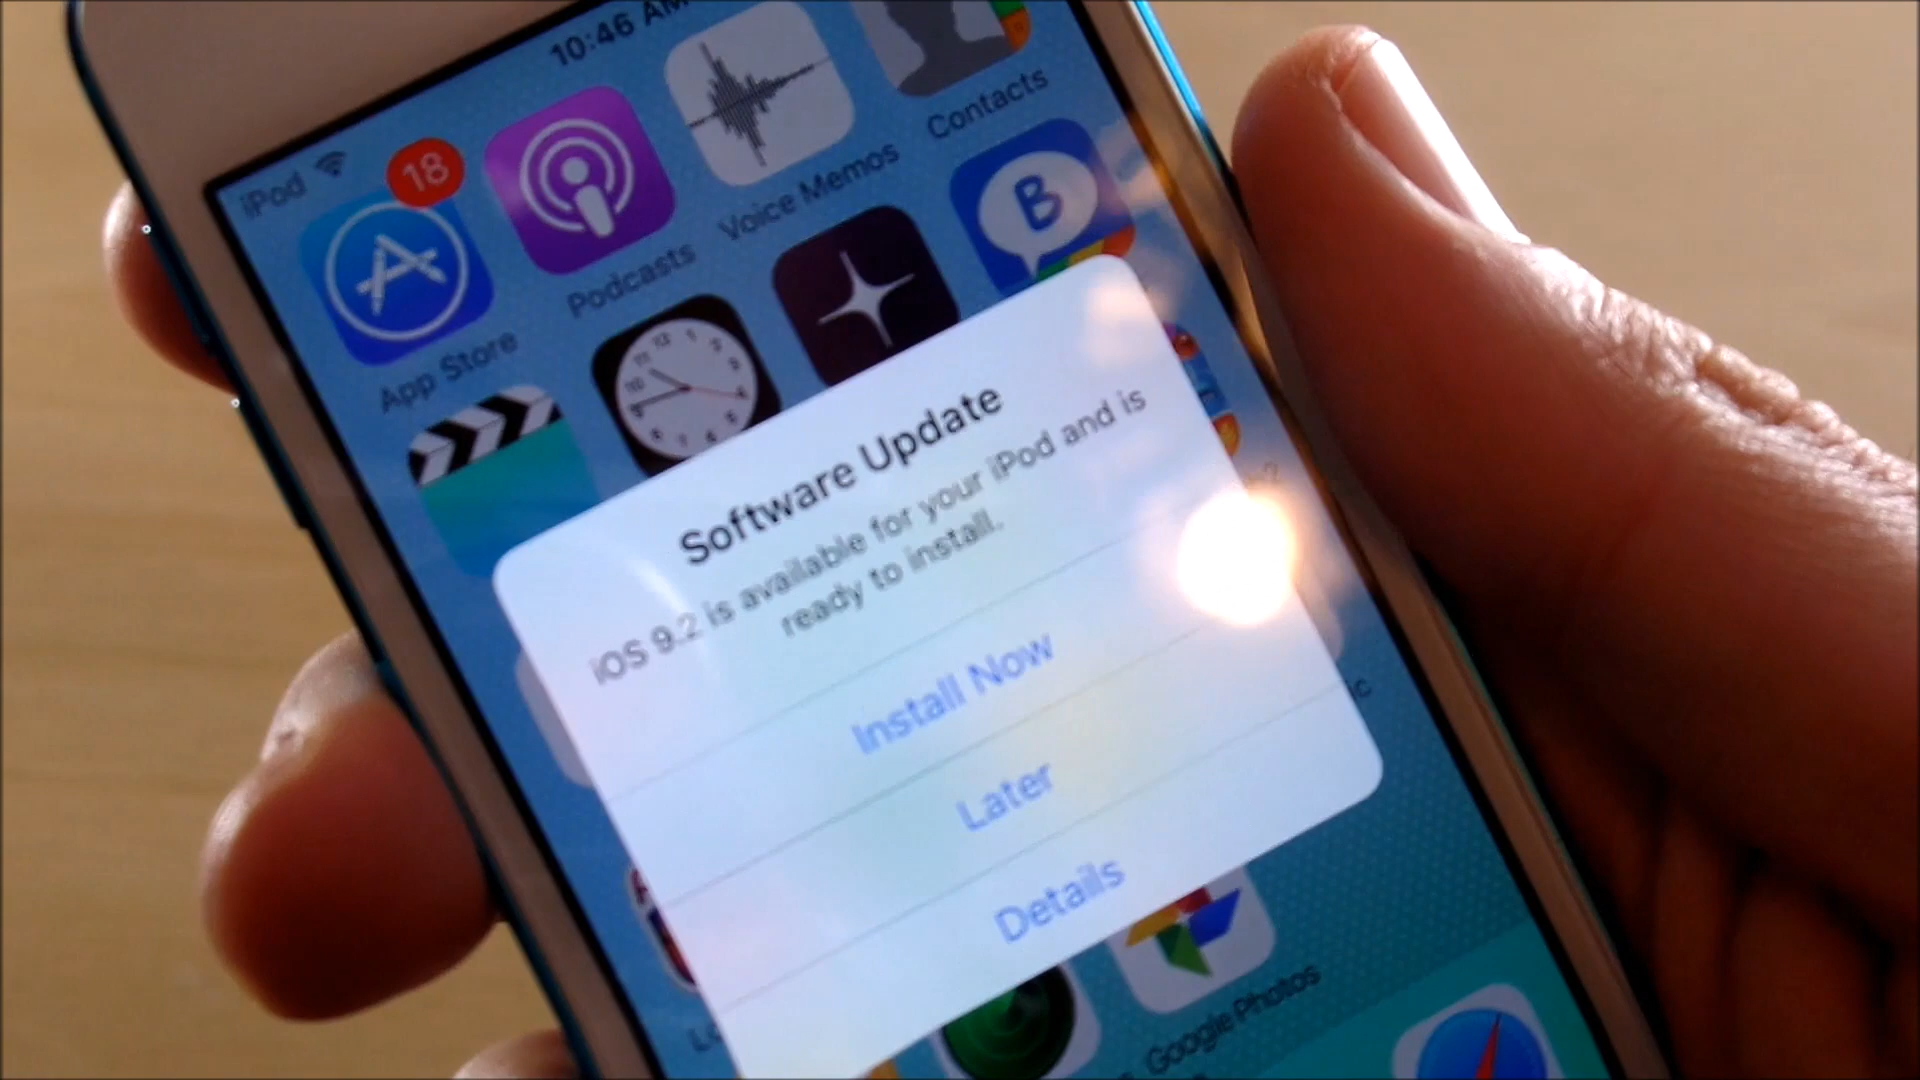 10:46 AM
iPod
18
Contacts
Voice Memos
Podcasts
App Store
B
Software Update
iOS 9.2 is available for your iPod and is
ready to install.
Install Now
Later
Details
Google Photos